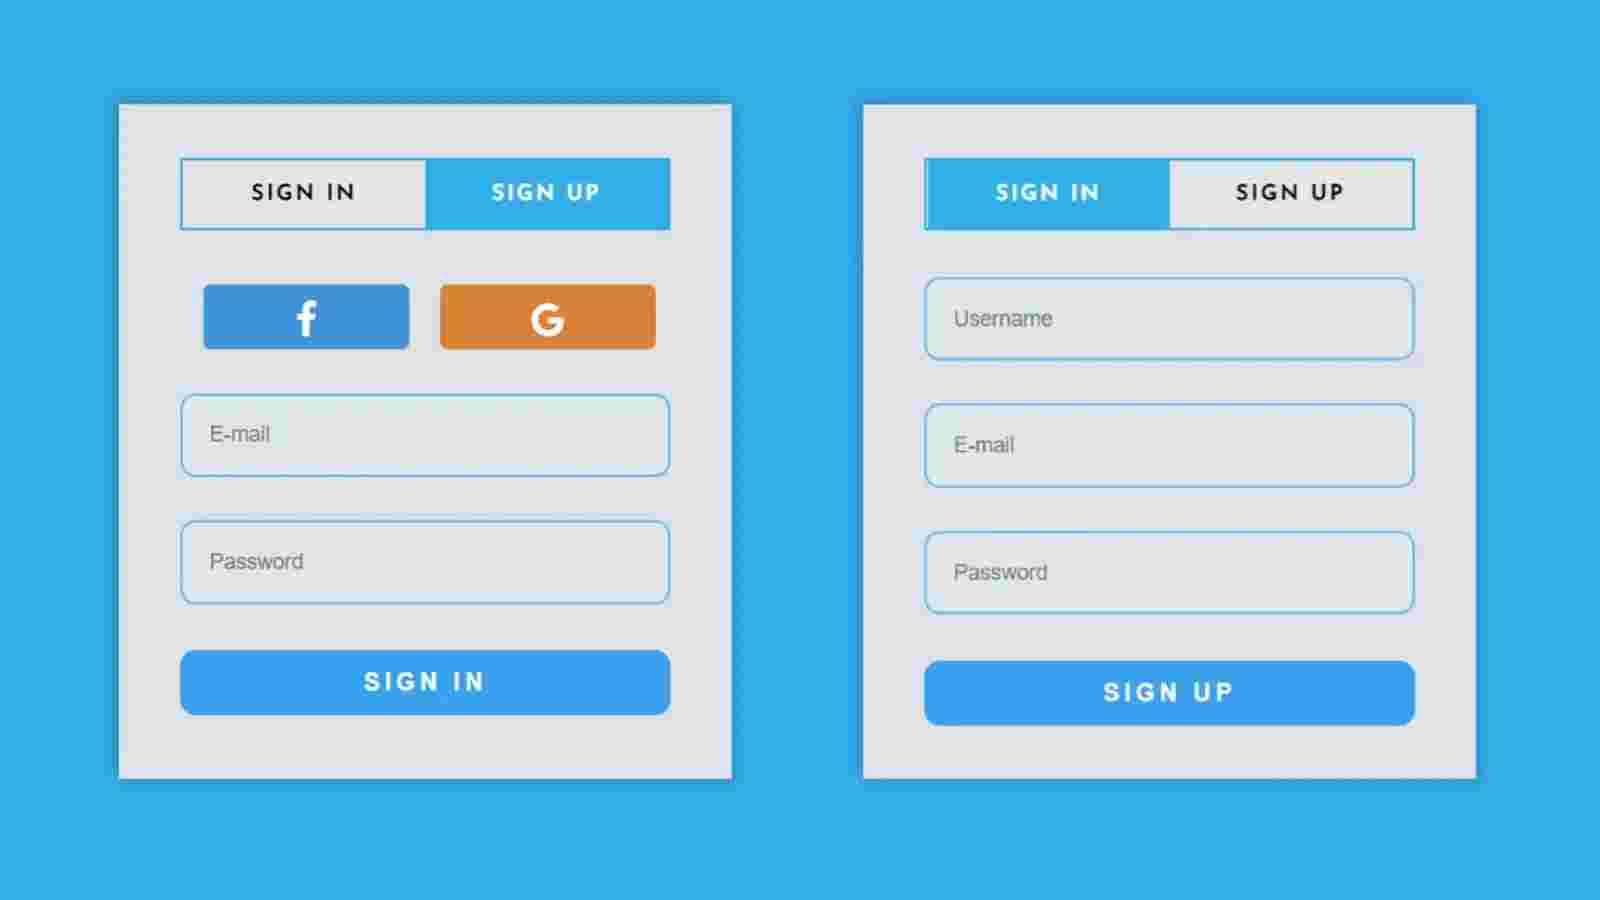 SIGN IN SIGN UP
f G
E-mail
Password
SIGN IN
SIGN IN SIGN UP
Username
E-mail
Password
SIGN UP